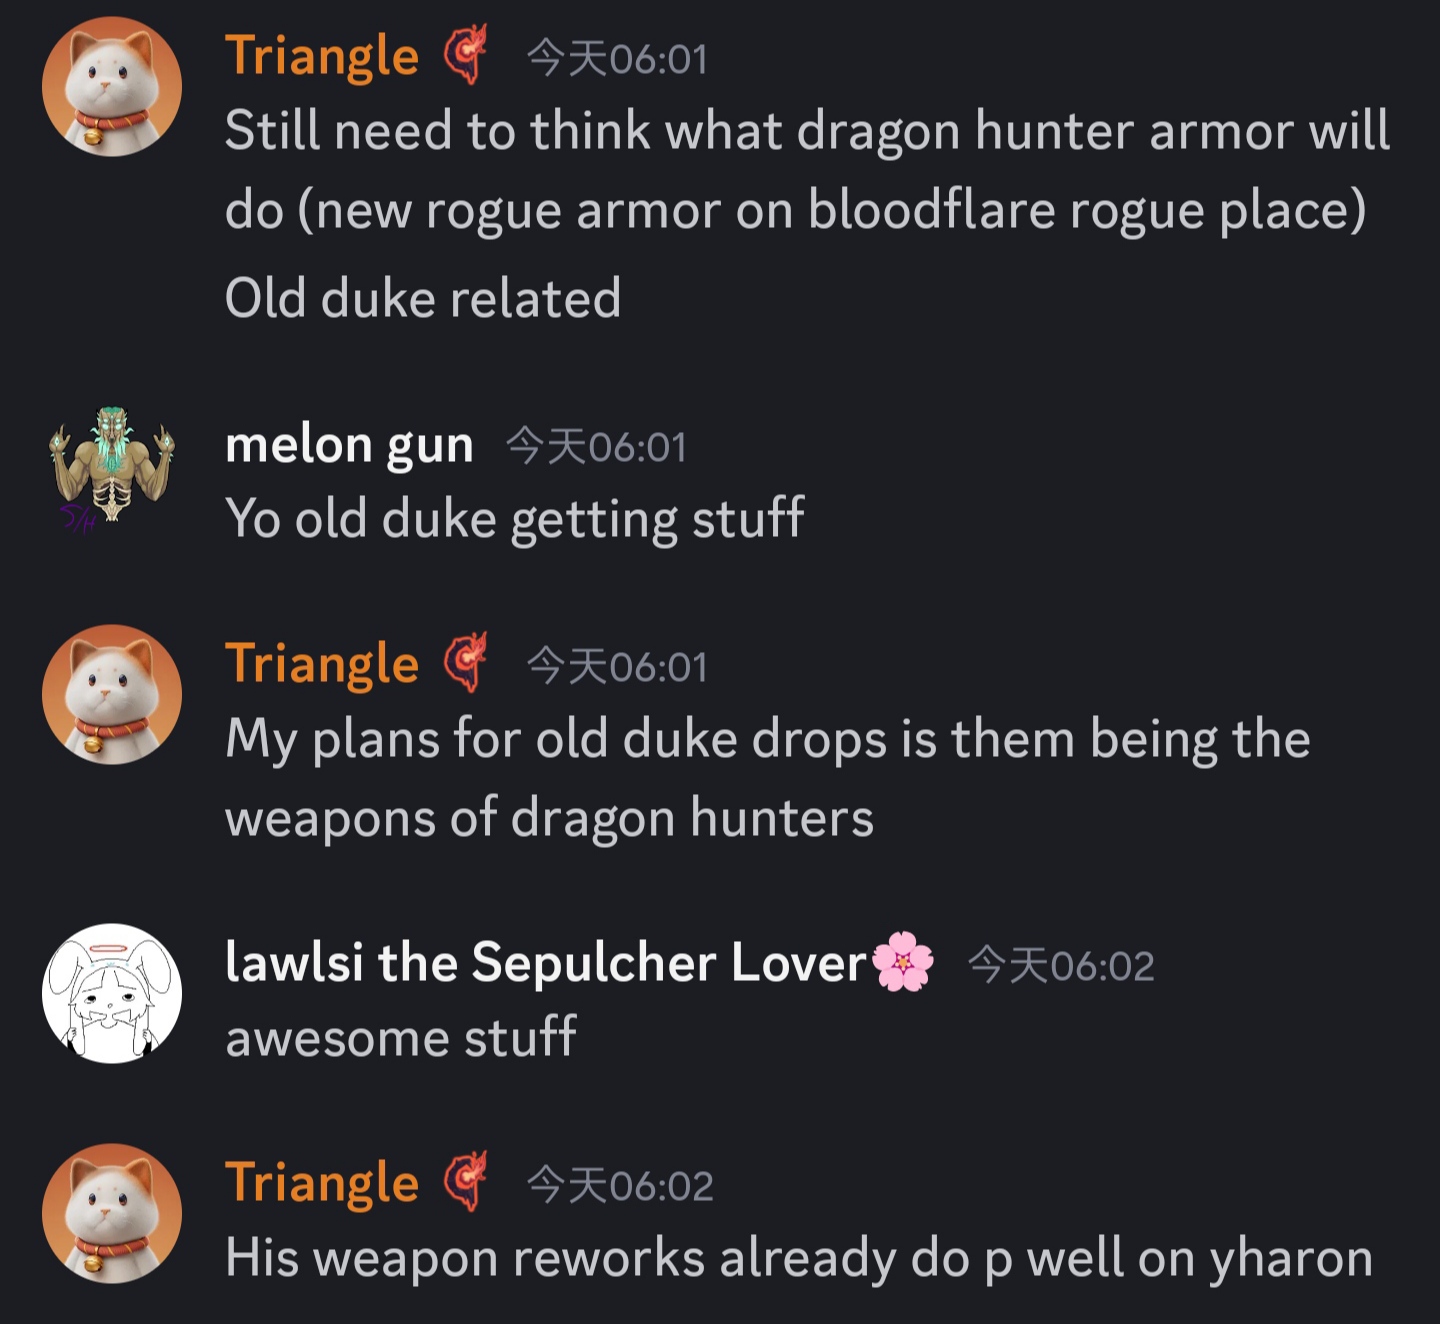 Triangle 今天06:01
Still need to think what dragon hunter armor will
do (new rogue armor on bloodflare rogue place)
Old duke related
melon gun 今天06:01
Yo old duke getting stuff
Triangle 今天06:01
My plans for old duke drops is them being the
weapons of dragon hunters
lawlsi the Sepulcher Lover🌸 今天06:02
awesome stuff
Triangle 今天06:02
His weapon reworks already do p well on yharon